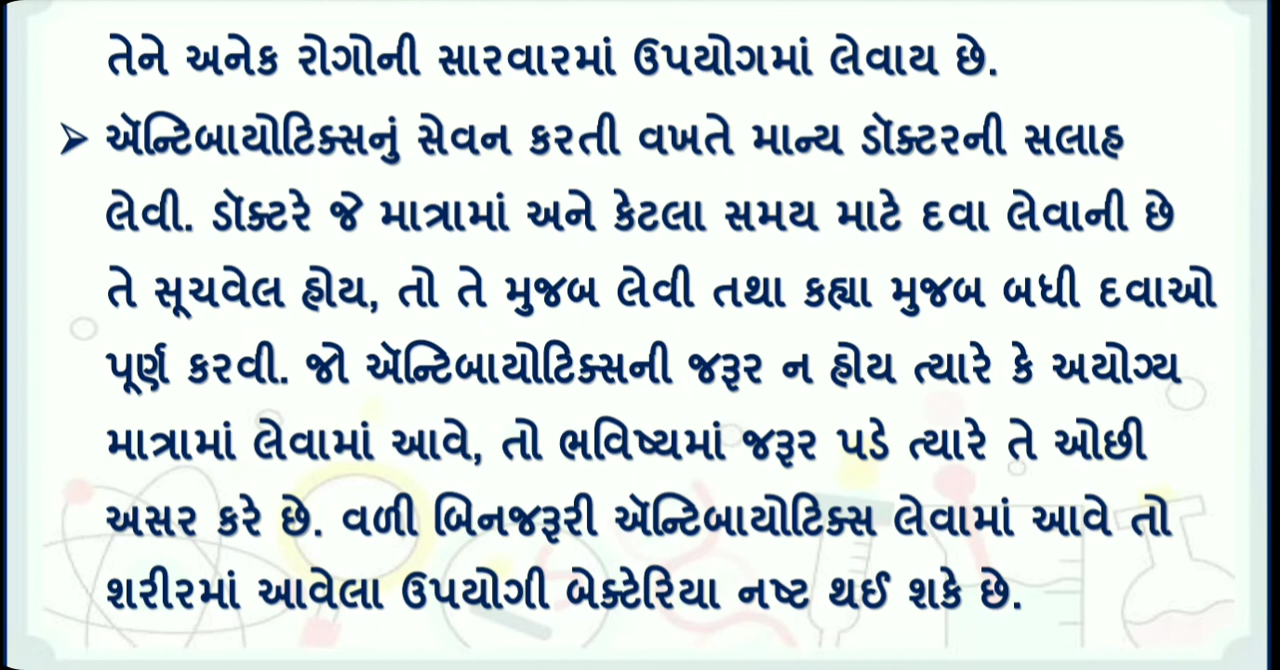 તેને અનેક રોગોની સારવારમાં ઉપયોગમાં લેવાય છે.
➢ ઍન્ટિબાયોટિક્સનું સેવન કરતી વખતે માન્ય ડૉક્ટરની સલાહ
લેવી. ડૉક્ટરે જે માત્રામાં અને કેટલા સમય માટે દવા લેવાની છે
તે સૂચવેલ હોય, તો તે મુજબ લેવી તથા કહ્યા મુજબ બધી દવાઓ
પૂર્ણ કરવી. જો ઍન્ટિબાયોટિક્સની જરૂર ન હોય ત્યારે કે અયોગ્ય
માત્રામાં લેવામાં આવે, તો ભવિષ્યમાં જરૂર પડે ત્યારે તે ઓછી
અસર કરે છે. વળી બિનજરૂરી ઍન્ટિબાયોટિક્સ લેવામાં આવે તો
શરીરમાં આવેલા ઉપયોગી બેક્ટેરિયા નષ્ટ થઈ શકે છે.